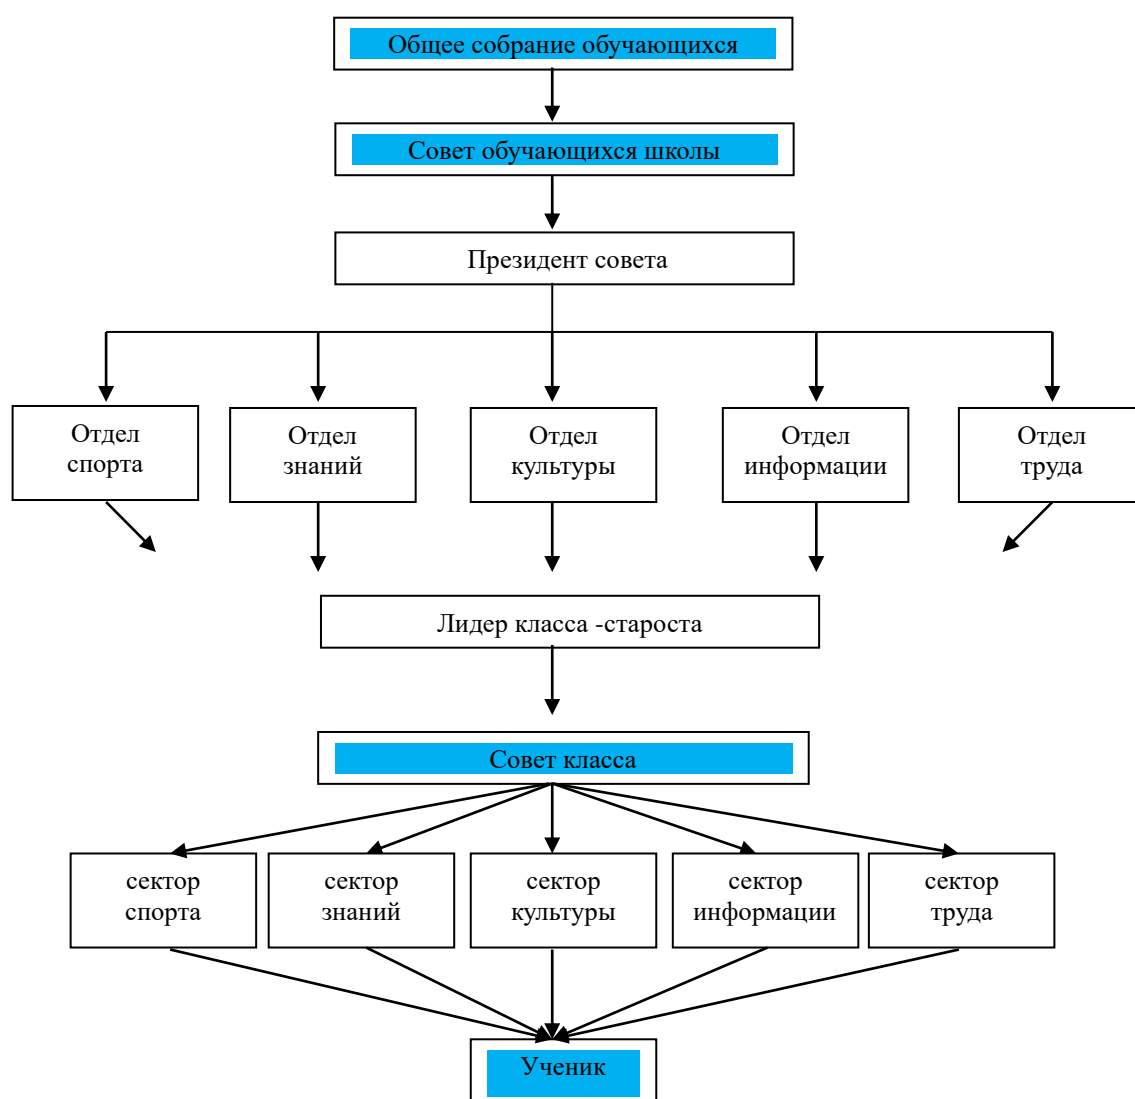 Общее собрание обучающихся
Совет обучающихся школы
Президент совета
Отдел
спорта
Отдел
знаний
Отдел
культуры
Отдел
информации
Отдел
труда
Лидер класса -староста
Совет класса
сектор
спорта
сектор
знаний
сектор
культуры
сектор
информации
сектор
труда
Ученик